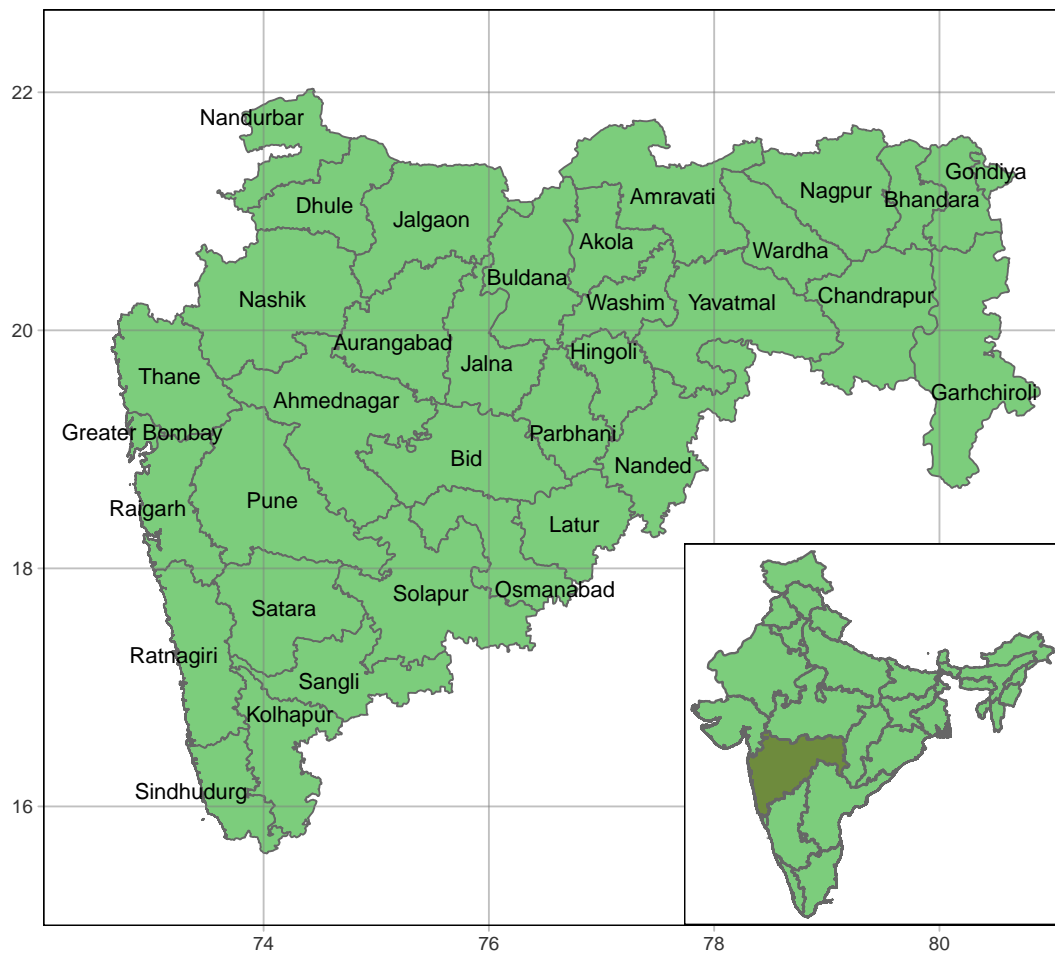 22
20
18
16
74
76
78
80
Nandurbar
Gondiya
Nagpur
Amravati
Bhandara
Dhule
Jalgaon
Akola
Wardha
Buldana
Nashik
Washim
Yavatmal
Chandrapur
Aurangabad
Hingoli
Jalna
Thane
Garhchiroli
Ahmednagar
Greater Bombay
Parbhani
Bid
Nanded
Pune
Raigarh
Latur
Osmanabad
Solapur
Satara
Ratnagiri
Sangli
Kolhapur
Sindhudurg